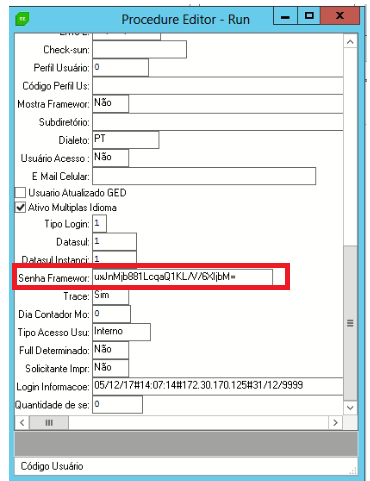 Procedure Editor - Run
Check-sun:
Perfil Usuário: 0
Código Perfil Us:
Mostra Framewor: Não
Subdiretório:
Dialeto: PT
Usuário Acesso : Não
E Mail Celular:
Usuario Atualizado GED
Ativo Multiplas Idioma
Tipo Login: 1
Datasul: 1
Datasul Instanci: 1
Senha Framewor: uxJnMjb881LcqaQ1KL/V/6XljbM=
Trace: Sim
Dia Contador Mo: 0
Tipo Acesso Usu: Interno
Full Determinado: Não
Solicitante Impr: Não
Login Informacoe: 05/12/17#14:07:14#172.30.170.125#31/12/9999
Quantidade de se: 0
Código Usuário